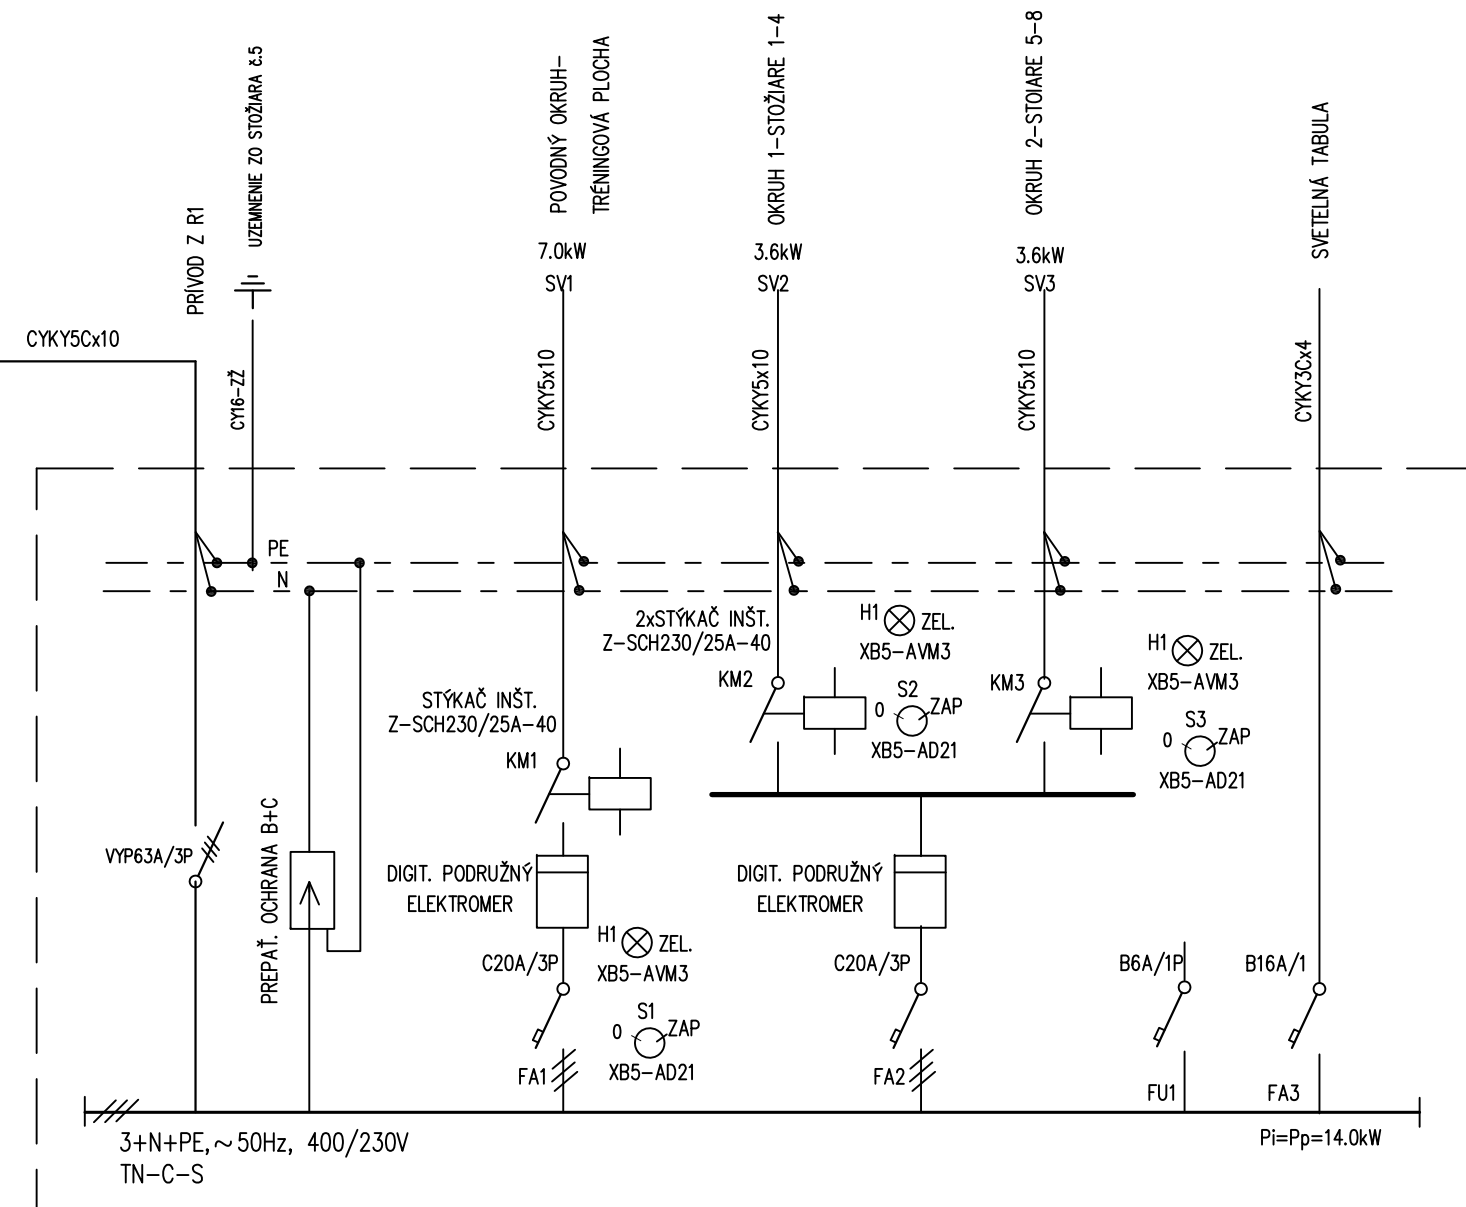 PRÍVOD Z R1
UZEMNENIE ZO STOŽIARA č.5
POVODNÝ OKRUH-
TRÉNINGOVÁ PLOCHA
OKRUH 1-STOŽIARE 1-4
OKRUH 2-STOIARE 5-8
SVETELNÁ TABULA
7.0kW
SV1
3.6kW
SV2
3.6kW
SV3
CYKY5Cx10
CY16-ZŽ
CYKY5x10
CYKY5x10
CYKY5x10
CYKY3Cx4
PE
N
2xSTÝKAČ INŠT.
Z-SCH230/25A-40
H1
ZEL.
XB5-AVM3
H1
ZEL.
XB5-AVM3
KM2
S2
0
ZAP
XB5-AD21
KM3
S3
0
ZAP
XB5-AD21
STÝKAČ INŠT.
Z-SCH230/25A-40
KM1
VYP63A/3P
PREPAŤ. OCHRANA B+C
DIGIT. PODRUŽNÝ
ELEKTROMER
DIGIT. PODRUŽNÝ
ELEKTROMER
H1
ZEL.
XB5-AVM3
C20A/3P
C20A/3P
B6A/1P
B16A/1
S1
0
ZAP
XB5-AD21
FA1
FA2
FU1
FA3
3+N+PE,~50Hz, 400/230V
TN-C-S
Pi=Pp=14.0kW